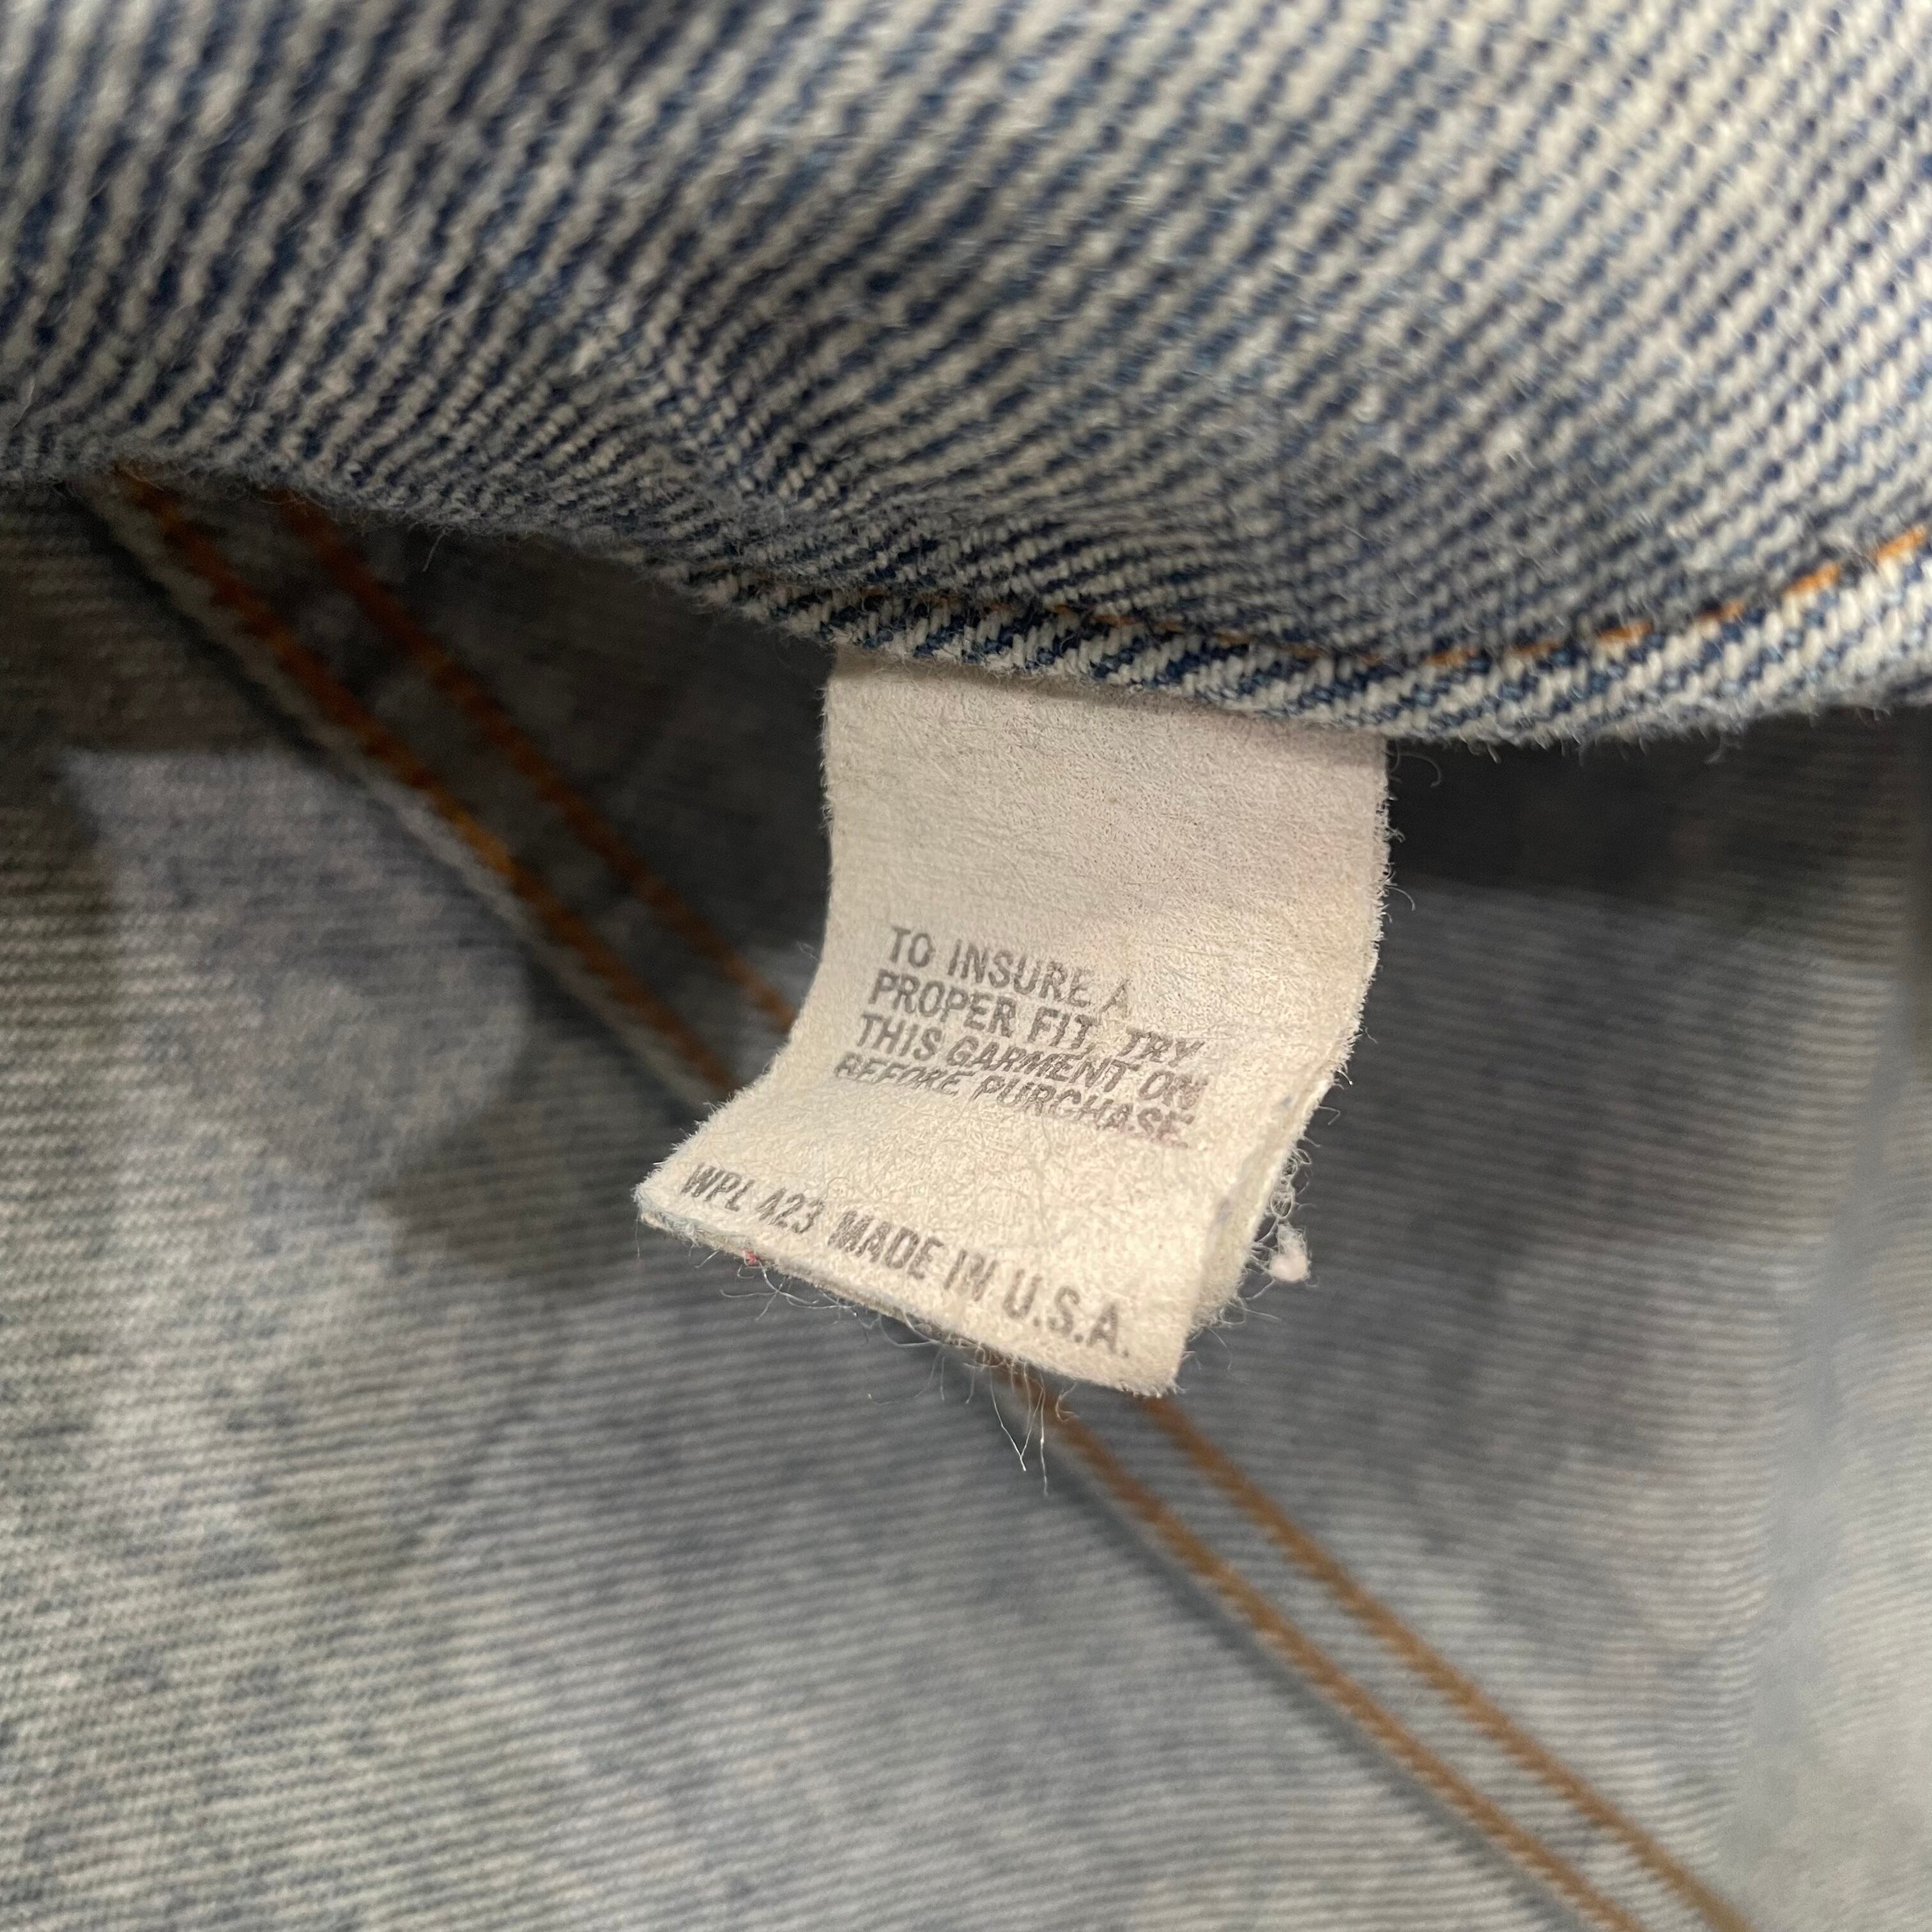 TO INSURE A
PROPER FIT, TRY
THIS GARMENT ON
BEFORE PURCHASE
WPL 423 MADE IN U.S.A.